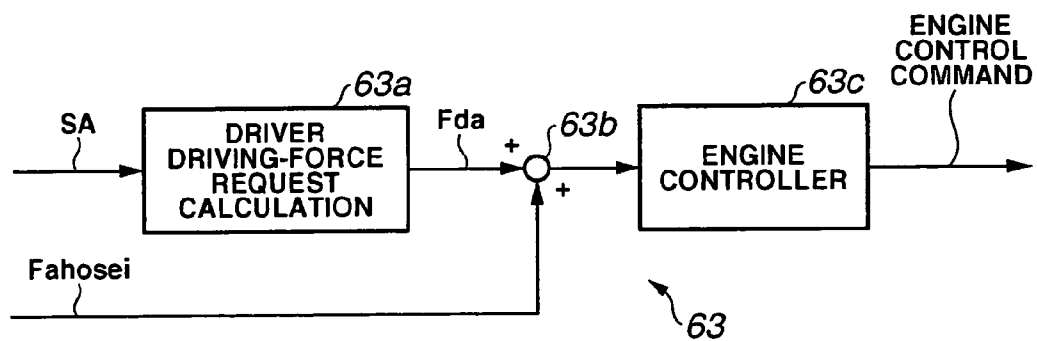 ENGINE
CONTROL
COMMAND
63a
63c
SA
Fda
63b
+
DRIVER
DRIVING-FORCE
REQUEST
CALCULATION
ENGINE
CONTROLLER
+
Fahosei
63